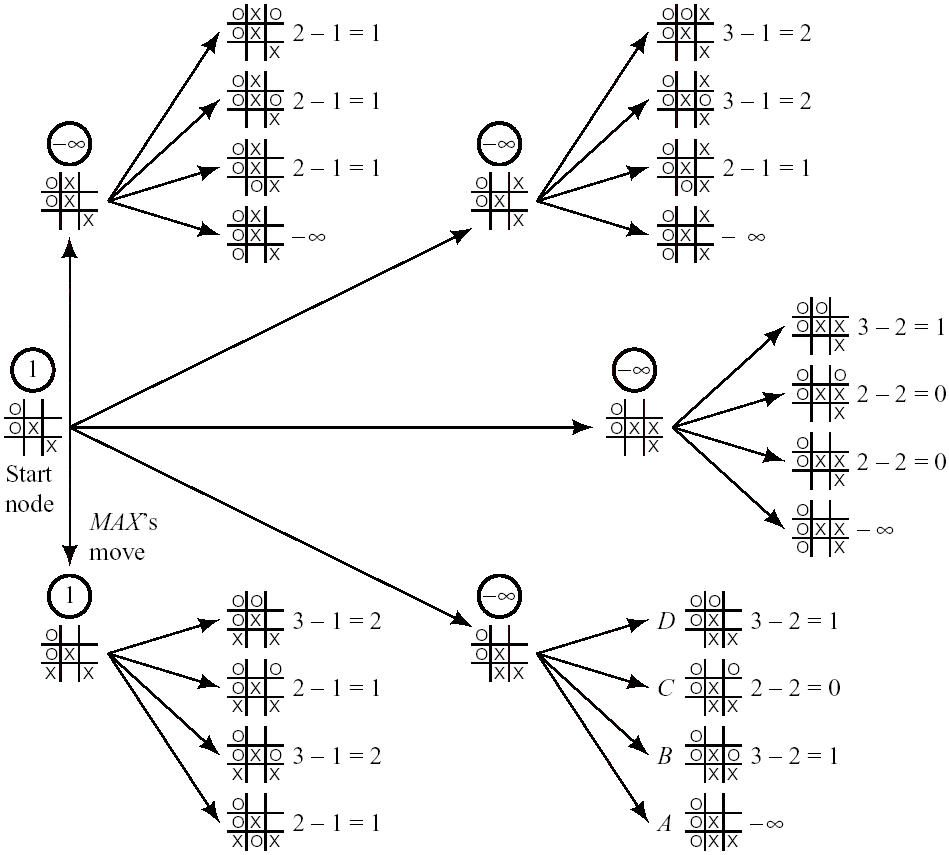 O X O
O X 2 – 1 = 1
X
O X
O X O 2 – 1 = 1
X
O X
O X 2 – 1 = 1
O X
O X
O X – ∞
O X
– ∞
O X
O X
X
O O X
O X 3 – 1 = 2
X
O X
O X O 3 – 1 = 2
X
O X
O X 2 – 1 = 1
O X
O X
O X – ∞
O X
– ∞
O X
O X
X
1
O
O X
X
Start
node
MAX's
move
– ∞
O
O X X
X
O O
O X X 3 – 2 = 1
X
O O
O X X 2 – 2 = 0
X
O
O X X 2 – 2 = 0
O X
O
O X X – ∞
O X
1
O
O X
X X
O O
O X 3 – 1 = 2
X X
O O
O X 2 – 1 = 1
X X
O
O X O 3 – 1 = 2
X X
O
O X 2 – 1 = 1
X O X
– ∞
O
O X
X X
O O
D O X 3 – 2 = 1
X X
O O
C O X 2 – 2 = 0
X X
O
B O X O 3 – 2 = 1
X X
O
A O X – ∞
O X X